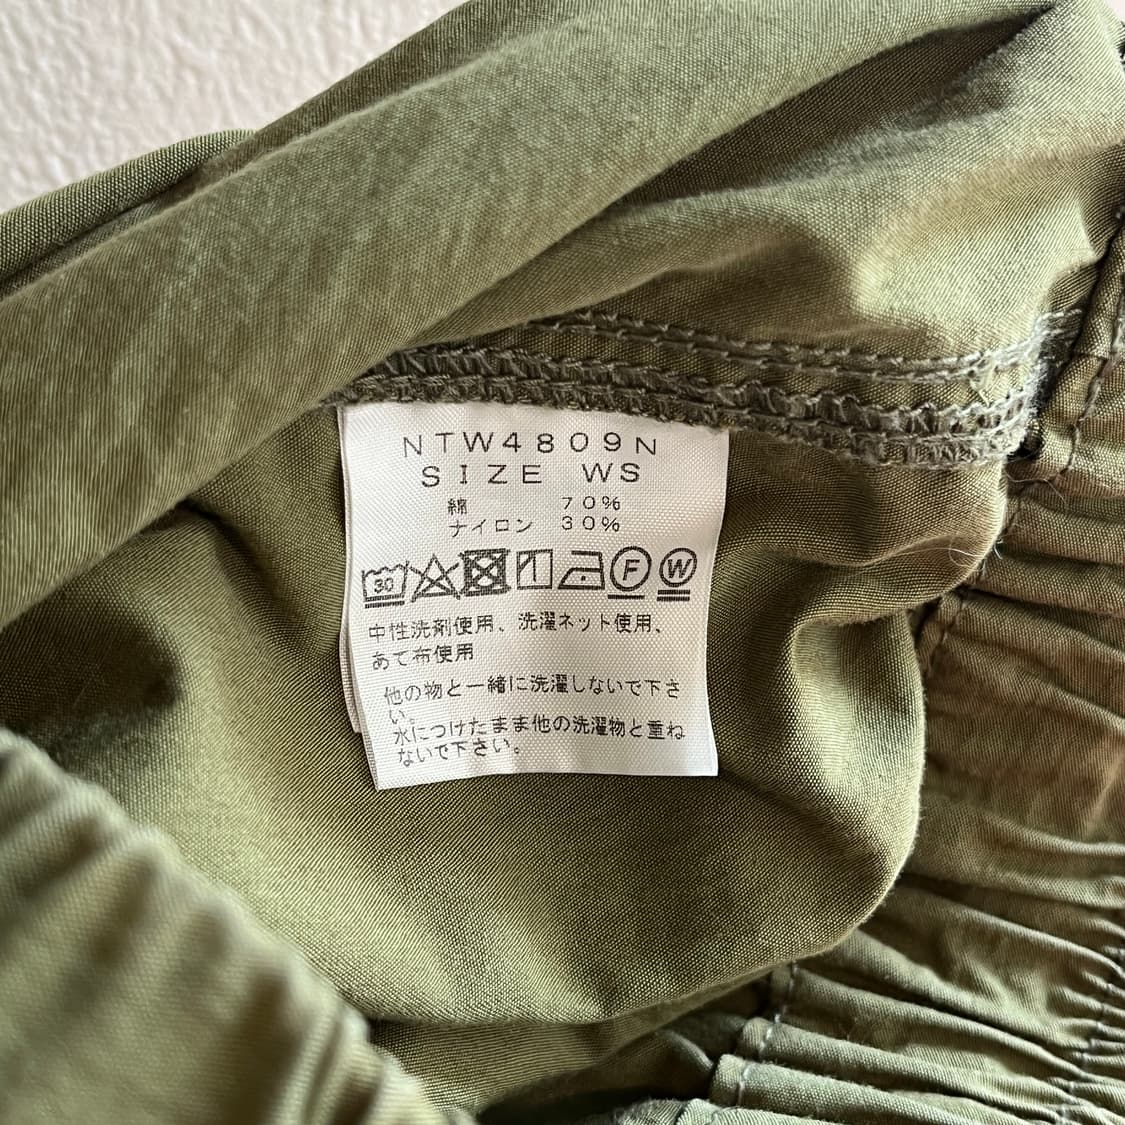 NTW4809N
SIZE WS
綿 70%
ナイロン 30%
30 F W
中性洗剤使用、洗濯ネット使用、
あて布使用
他の物と一緒に洗濯しないで下さ
い。
水につけたまま他の洗濯物と重ね
ないで下さい。